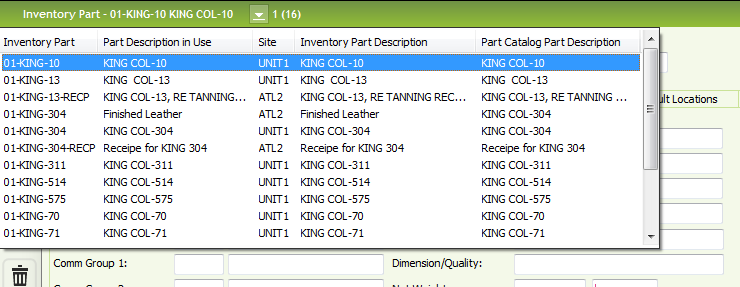 Inventory Part - 01-KING-10 KING COL-10 1 (16)
Inventory Part Part Description in Use Site Inventory Part Description Part Catalog Part Description
01-KING-10 KING COL-10 UNIT1 KING COL-10 KING COL-10
01-KING-13 KING COL-13 UNIT1 KING COL-13 KING COL-13
01-KING-13-RECP KING COL-13, RE TANNING... ATL2 KING COL-13, RE TANNING REC... KING COL-13, RE TANNING...
01-KING-304 Finished Leather ATL2 Finished Leather KING COL-304
01-KING-304 KING COL-304 UNIT1 KING COL-304 KING COL-304
01-KING-304-RECP Receipe for KING 304 ATL2 Receipe for KING 304 Receipe for KING 304
01-KING-311 KING COL-311 UNIT1 KING COL-311 KING COL-311
01-KING-514 KING COL-514 UNIT1 KING COL-514 KING COL-514
01-KING-575 KING COL-575 UNIT1 KING COL-575 KING COL-575
01-KING-70 KING COL-70 UNIT1 KING COL-70 KING COL-70
01-KING-71 KING COL-71 UNIT1 KING COL-71 KING COL-71
ult Locations
Comm Group 1: Dimension/Quality: